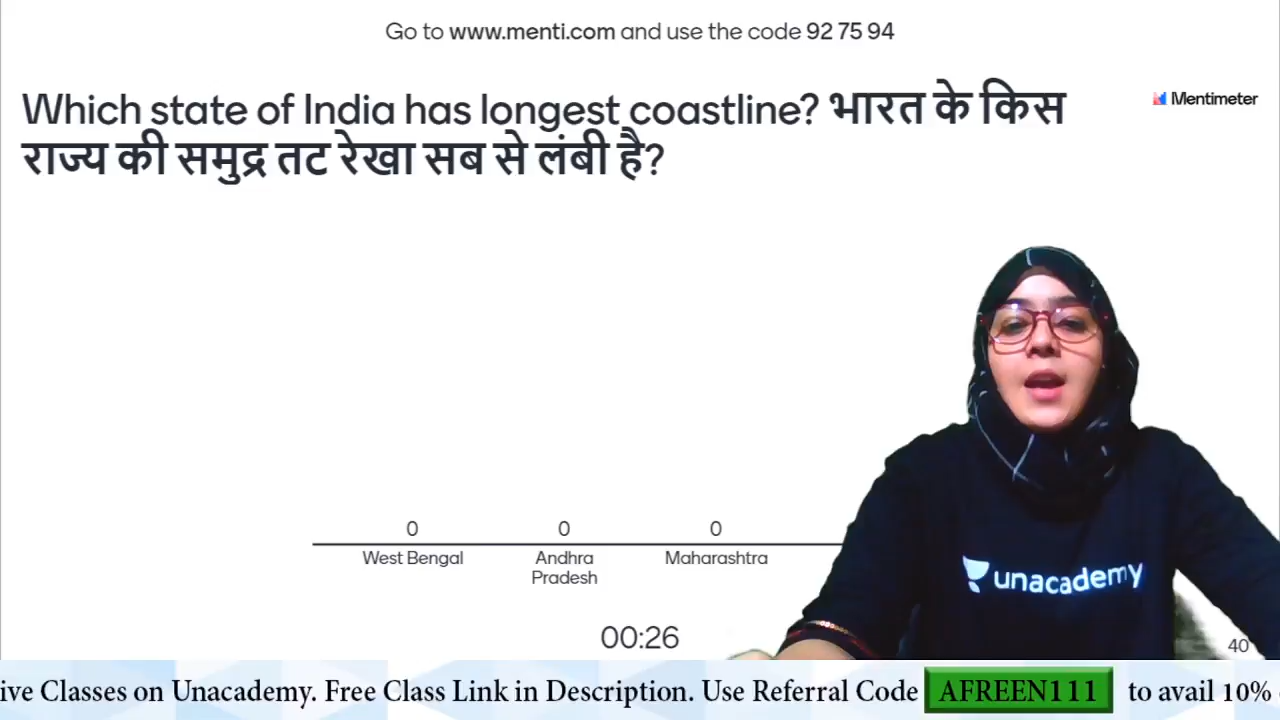 Go to www.menti.com and use the code 92 75 94
Which state of India has longest coastline? भारत के किस
राज्य की समुद्र तट रेखा सब से लंबी है?
Mentimeter
0
0
0
West Bengal
Andhra
Pradesh
Maharashtra
unacademy
00:26
40
ive Classes on Unacademy. Free Class Link in Description. Use Referral Code AFREEN111 to avail 10%